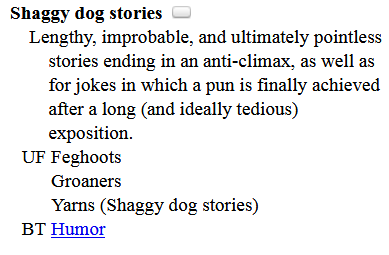 Shaggy dog stories
Lengthy, improbable, and ultimately pointless
stories ending in an anti-climax, as well as
for jokes in which a pun is finally achieved
after a long (and ideally tedious)
exposition.
UF Feghoots
Groaners
Yarns (Shaggy dog stories)
BT Humor